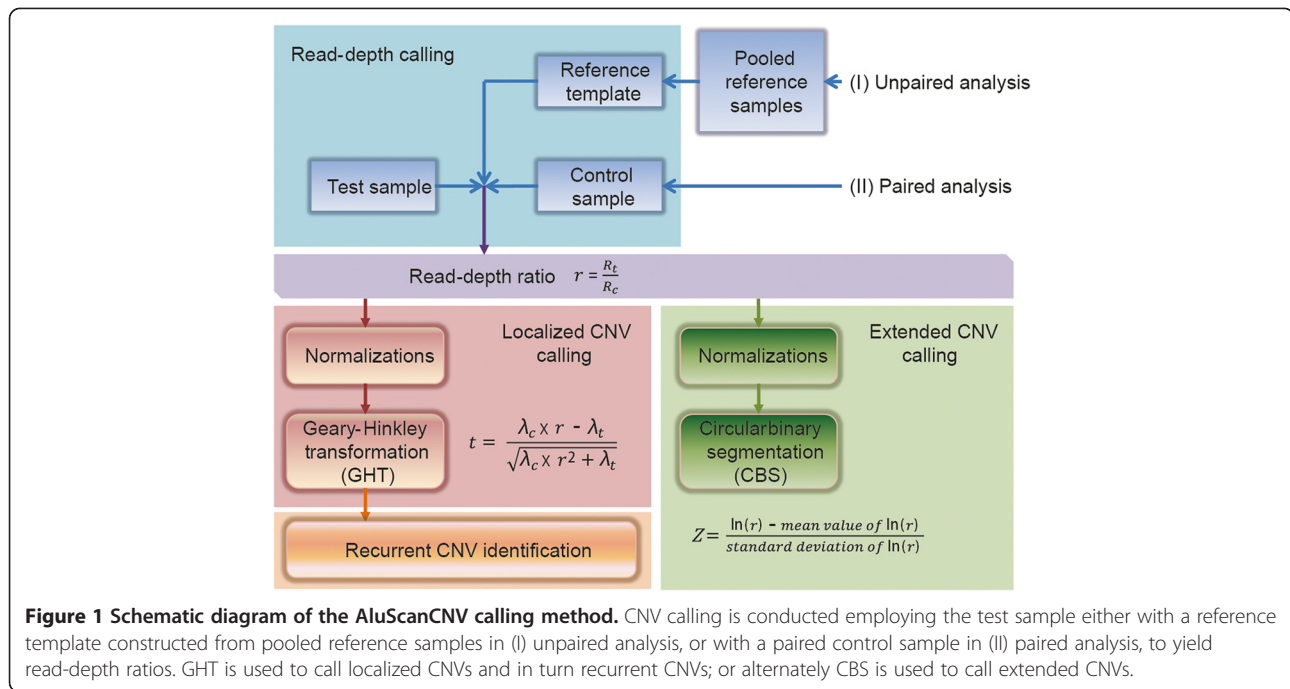 Read-depth calling
Reference
template
Pooled
reference
samples
(I) Unpaired analysis
Test sample
Control
sample
(II) Paired analysis
Read-depth ratio r = R_t / R_c
Localized CNV
calling
Normalizations
Geary-Hinkley
transformation
(GHT)
t = (λ_c × r - λ_t) / √(λ_c × r² + λ_t)
Recurrent CNV identification
Extended CNV
calling
Normalizations
Circularbinary
segmentation
(CBS)
Z = (ln(r) - mean value of ln(r)) / (standard deviation of ln(r))
Figure 1 Schematic diagram of the AluScanCNV calling method. CNV calling is conducted employing the test sample either with a reference
template constructed from pooled reference samples in (I) unpaired analysis, or with a paired control sample in (II) paired analysis, to yield
read-depth ratios. GHT is used to call localized CNVs and in turn recurrent CNVs; or alternately CBS is used to call extended CNVs.